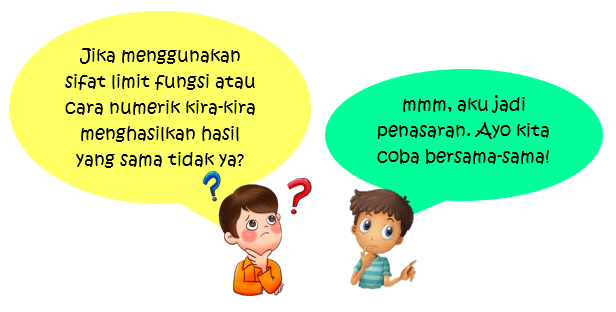 Jika menggunakan
sifat limit fungsi atau
cara numerik kira-kira
menghasilkan hasil
yang sama tidak ya?
mmm, aku jadi
penasaran. Ayo kita
coba bersama-sama!
? ?